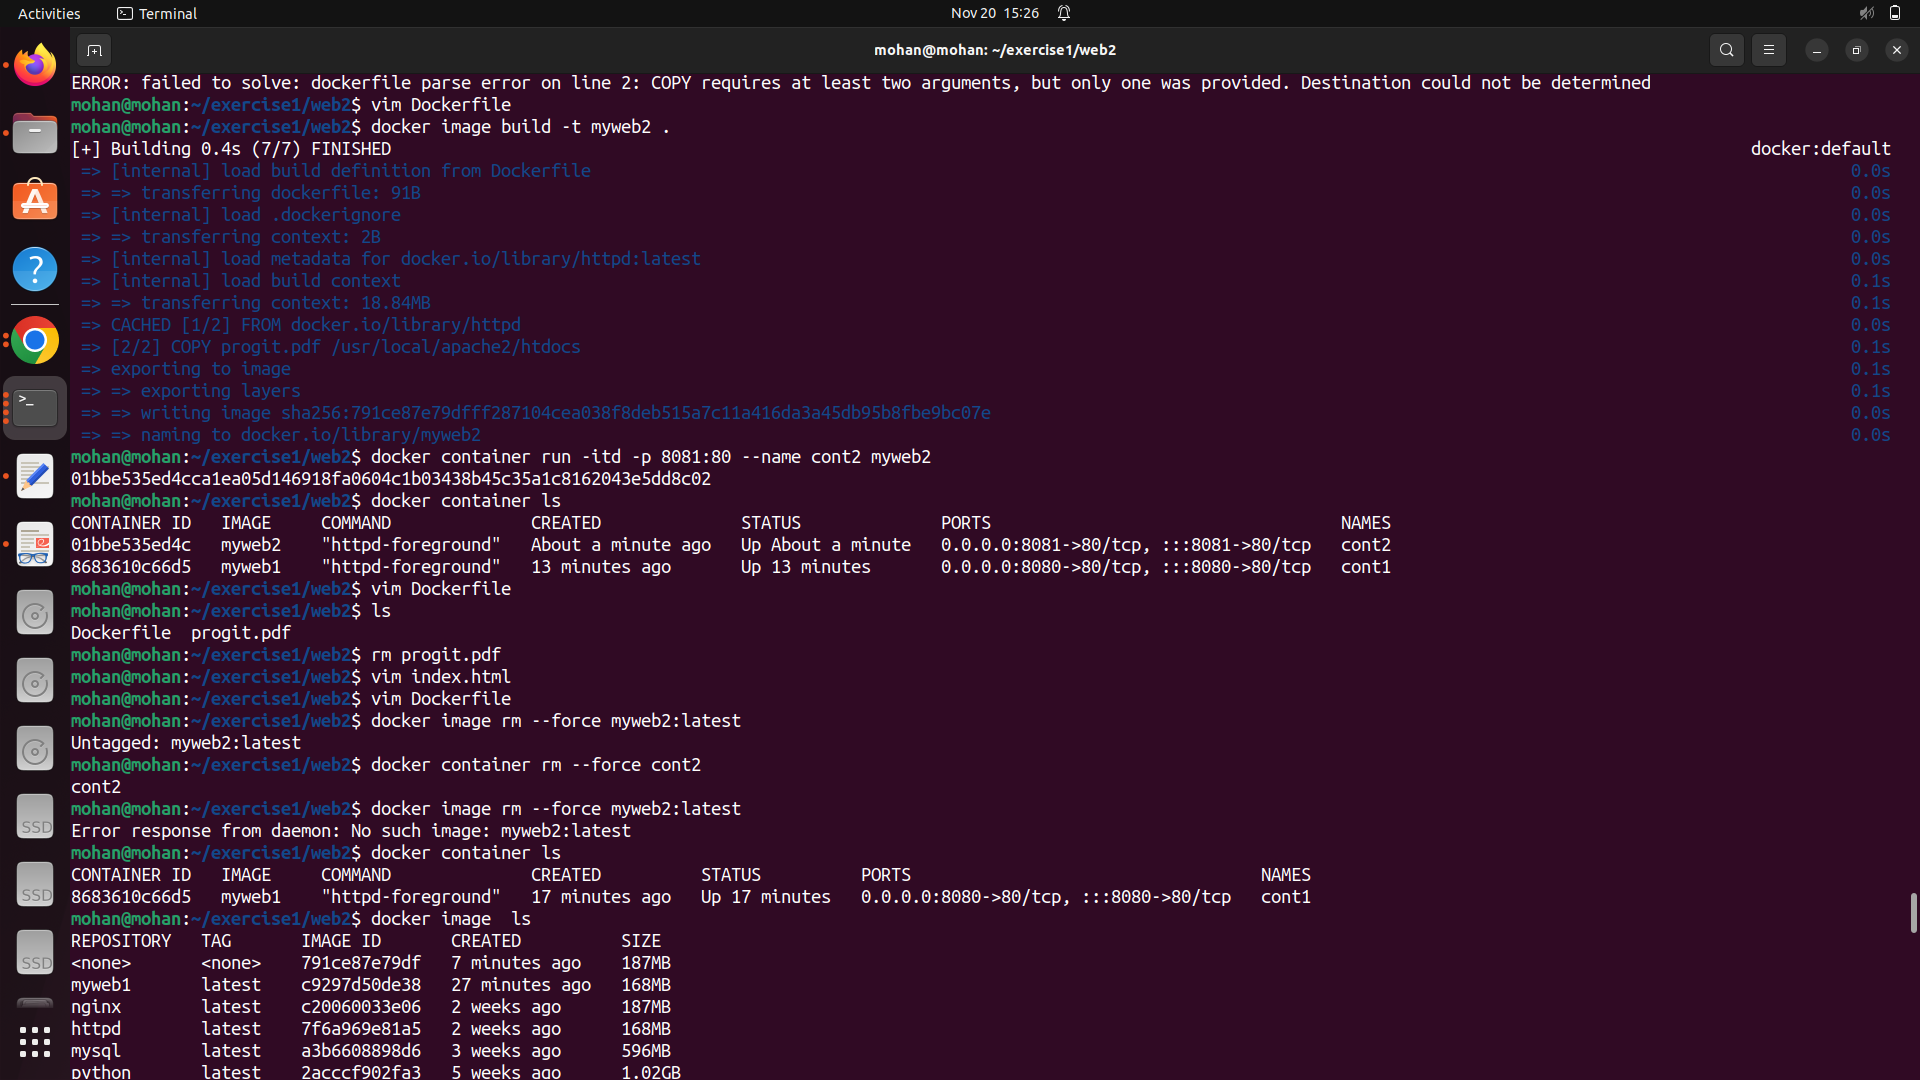 Activities Terminal Nov 20 15:26
mohan@mohan: ~/exercise1/web2
ERROR: failed to solve: dockerfile parse error on line 2: COPY requires at least two arguments, but only one was provided. Destination could not be determined
mohan@mohan:~/exercise1/web2$ vim Dockerfile
mohan@mohan:~/exercise1/web2$ docker image build -t myweb2 .
[+] Building 0.4s (7/7) FINISHED docker:default
=> [internal] load build definition from Dockerfile 0.0s
=> => transferring dockerfile: 91B 0.0s
=> [internal] load .dockerignore 0.0s
=> => transferring context: 2B 0.0s
=> [internal] load metadata for docker.io/library/httpd:latest 0.0s
=> [internal] load build context 0.1s
=> => transferring context: 18.84MB 0.1s
=> CACHED [1/2] FROM docker.io/library/httpd 0.0s
=> [2/2] COPY progit.pdf /usr/local/apache2/htdocs 0.1s
=> exporting to image 0.1s
=> => exporting layers 0.1s
=> => writing image sha256:791ce87e79dfff287104cea038f8deb515a7c11a416da3a45db95b8fbe9bc07e 0.0s
=> => naming to docker.io/library/myweb2 0.0s
mohan@mohan:~/exercise1/web2$ docker container run -itd -p 8081:80 --name cont2 myweb2
01bbe535ed4cca1ea05d146918fa0604c1b03438b45c35a1c8162043e5dd8c02
mohan@mohan:~/exercise1/web2$ docker container ls
CONTAINER ID IMAGE COMMAND CREATED STATUS PORTS NAMES
01bbe535ed4c myweb2 "httpd-foreground" About a minute ago Up About a minute 0.0.0.0:8081->80/tcp, :::8081->80/tcp cont2
8683610c66d5 myweb1 "httpd-foreground" 13 minutes ago Up 13 minutes 0.0.0.0:8080->80/tcp, :::8080->80/tcp cont1
mohan@mohan:~/exercise1/web2$ vim Dockerfile
mohan@mohan:~/exercise1/web2$ ls
Dockerfile progit.pdf
mohan@mohan:~/exercise1/web2$ rm progit.pdf
mohan@mohan:~/exercise1/web2$ vim index.html
mohan@mohan:~/exercise1/web2$ vim Dockerfile
mohan@mohan:~/exercise1/web2$ docker image rm --force myweb2:latest
Untagged: myweb2:latest
mohan@mohan:~/exercise1/web2$ docker container rm --force cont2
cont2
mohan@mohan:~/exercise1/web2$ docker image rm --force myweb2:latest
Error response from daemon: No such image: myweb2:latest
mohan@mohan:~/exercise1/web2$ docker container ls
CONTAINER ID IMAGE COMMAND CREATED STATUS PORTS NAMES
8683610c66d5 myweb1 "httpd-foreground" 17 minutes ago Up 17 minutes 0.0.0.0:8080->80/tcp, :::8080->80/tcp cont1
mohan@mohan:~/exercise1/web2$ docker image  ls
REPOSITORY TAG IMAGE ID CREATED SIZE
<none> <none> 791ce87e79df 7 minutes ago 187MB
myweb1 latest c9297d50de38 27 minutes ago 168MB
nginx latest c20060033e06 2 weeks ago 187MB
httpd latest 7f6a969e81a5 2 weeks ago 168MB
mysql latest a3b6608898d6 3 weeks ago 596MB
python latest 2acccf902fa3 5 weeks ago 1.02GB
SSD
SSD
SSD